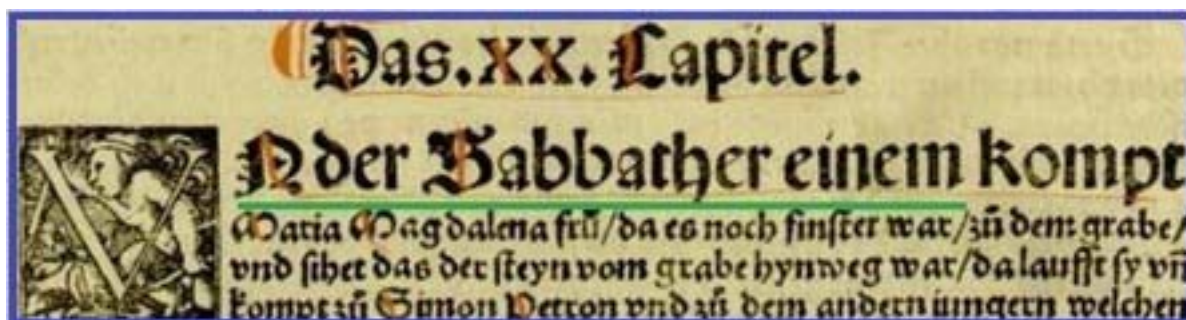 Das.XX. Capitel.
AN der Sabbather einem kompt
Maria Magdalena frů/da es noch finster war/zů dem grabe/
vnd sihet das der steyn vom grabe hynweg war/da laufft sy vñ
kompt zů Simon Petron vnd zů dem andern iungern welchen